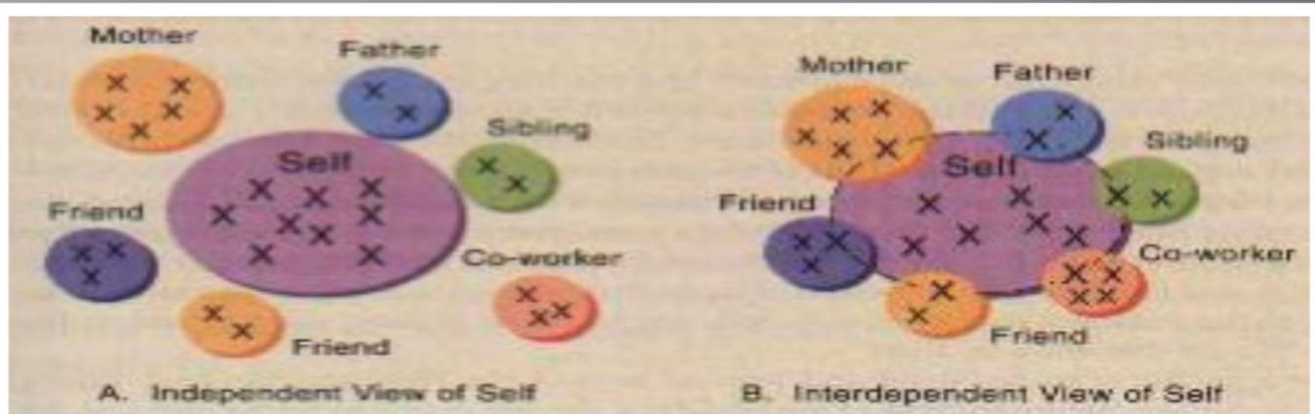 Mother
Father
Self
Sibling
Friend
Co-worker
Friend
A. Independent View of Self
Mother
Father
Self
Sibling
Friend
Co-worker
Friend
B. Interdependent View of Self